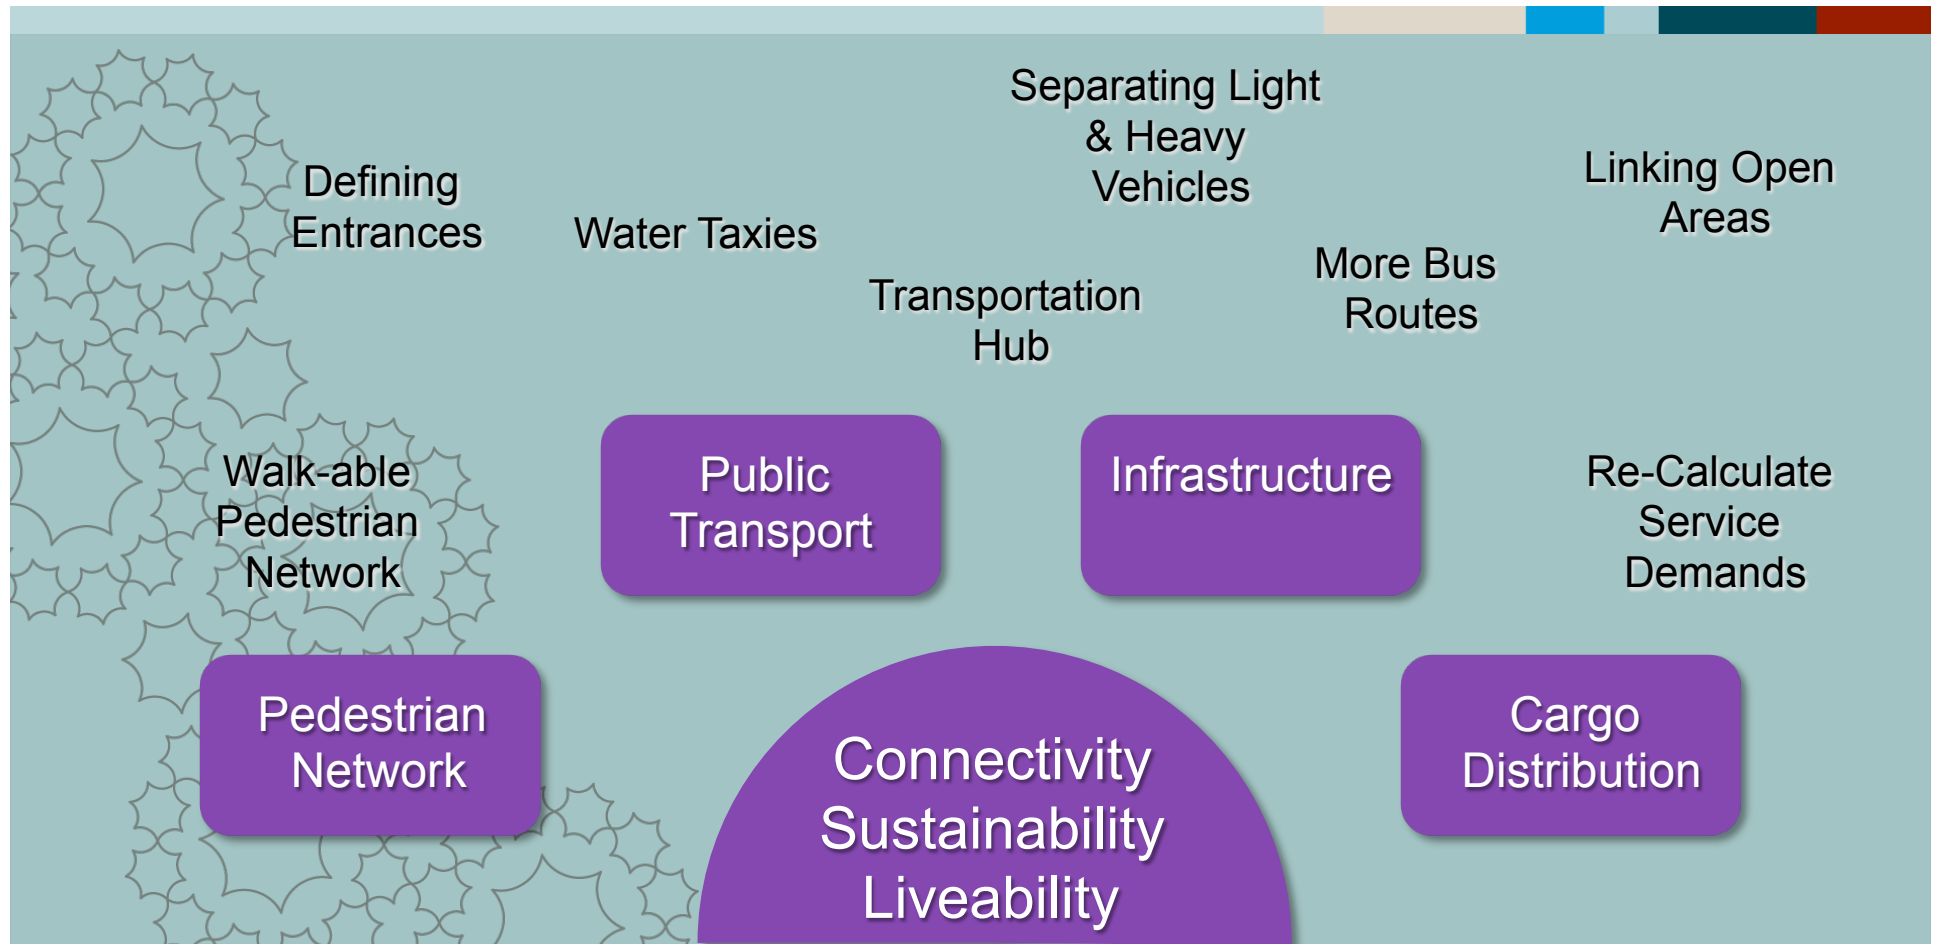 Separating Light
& Heavy
Vehicles
Linking Open
Areas
Defining
Entrances
Water Taxies
More Bus
Routes
Transportation
Hub
Walk-able
Pedestrian
Network
Public
Transport
Infrastructure
Re-Calculate
Service
Demands
Pedestrian
Network
Connectivity
Sustainability
Liveability
Cargo
Distribution